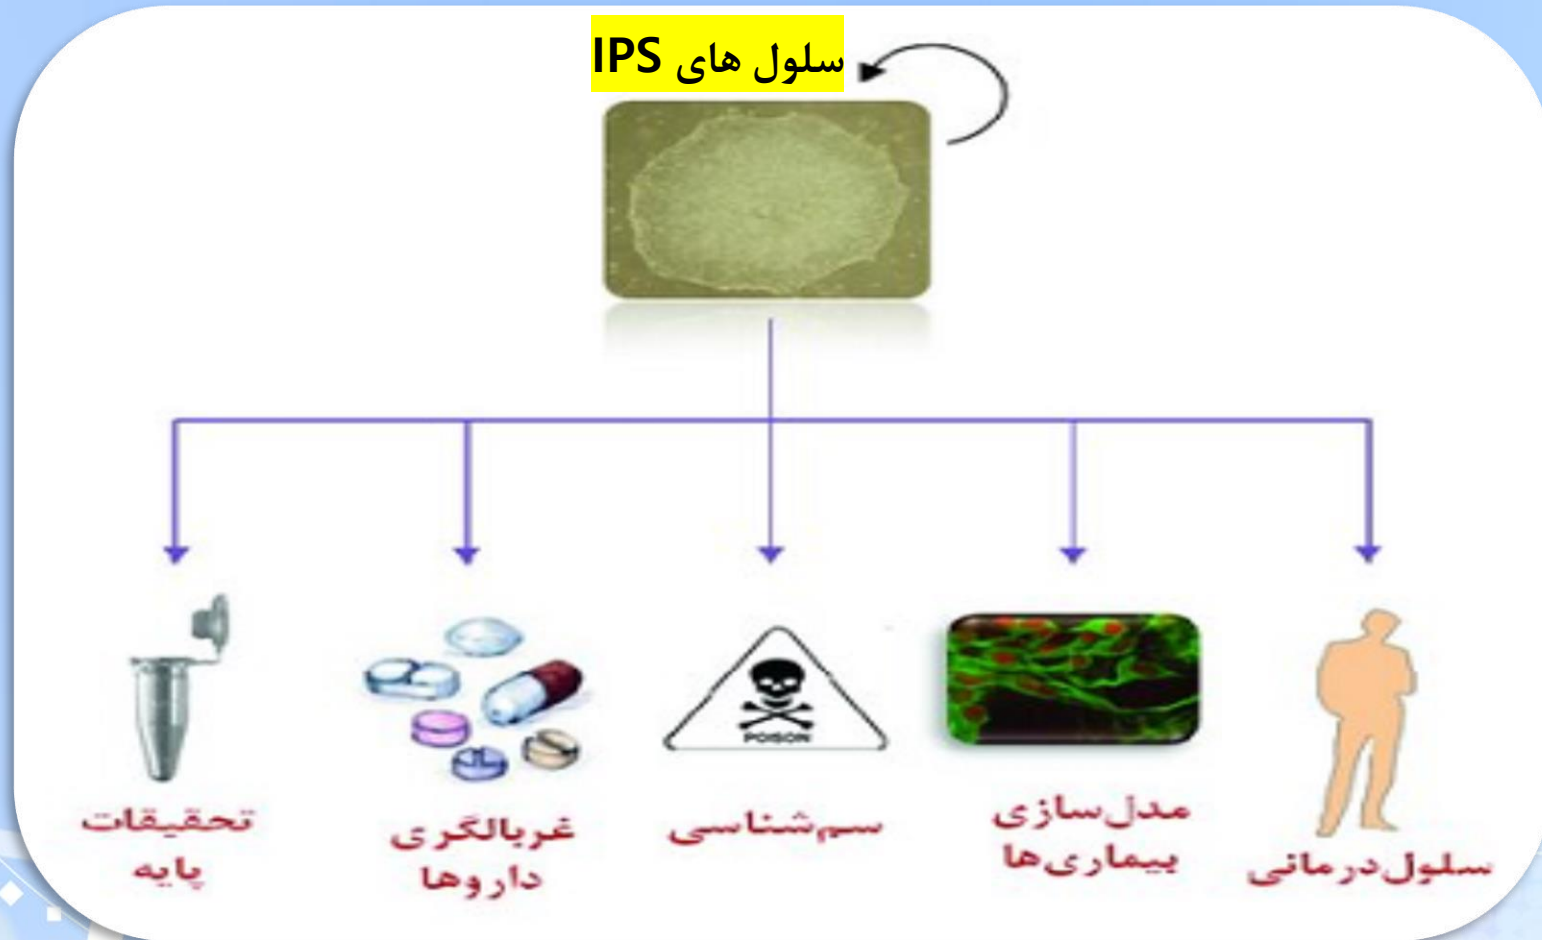 سلول های IPS
POISON
سلول‌درمانی
مدل‌سازی
بیماری‌ها
سم‌شناسی
غربالگری
داروها
تحقیقات
پایه